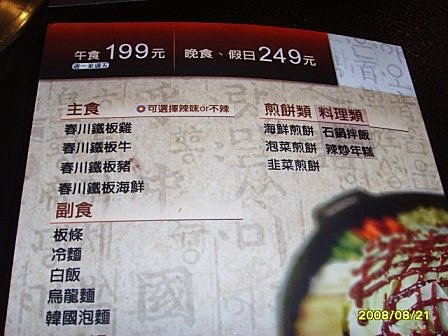 午食 199元 晚食、假日 249元
週一至週五
主食 ◎可選擇辣味or不辣
春川鐵板雞
春川鐵板牛
春川鐵板豬
春川鐵板海鮮
副食
板條
冷麵
白飯
烏龍麵
韓國泡麵
煎餅類 料理類
海鮮煎餅 石鍋拌飯
泡菜煎餅 辣炒年糕
韭菜煎餅
2008/08/21